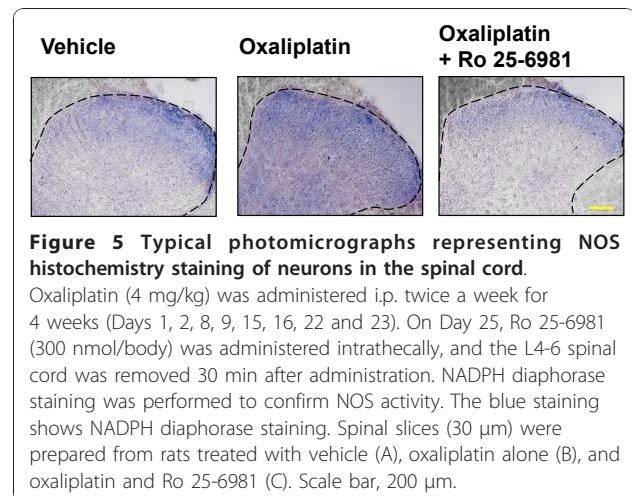 Vehicle
Oxaliplatin
Oxaliplatin
+ Ro 25-6981
Figure 5 Typical photomicrographs representing NOS
histochemistry staining of neurons in the spinal cord.
Oxaliplatin (4 mg/kg) was administered i.p. twice a week for
4 weeks (Days 1, 2, 8, 9, 15, 16, 22 and 23). On Day 25, Ro 25-6981
(300 nmol/body) was administered intrathecally, and the L4-6 spinal
cord was removed 30 min after administration. NADPH diaphorase
staining was performed to confirm NOS activity. The blue staining
shows NADPH diaphorase staining. Spinal slices (30 μm) were
prepared from rats treated with vehicle (A), oxaliplatin alone (B), and
oxaliplatin and Ro 25-6981 (C). Scale bar, 200 μm.